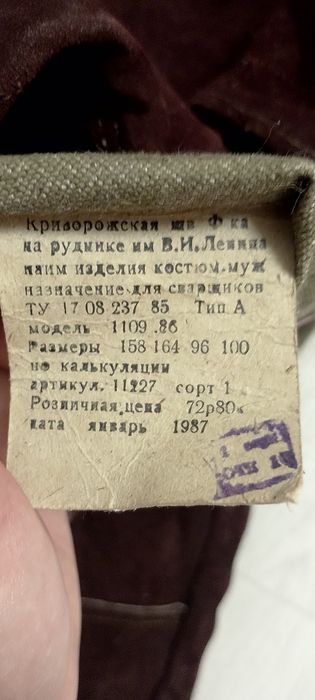 Криворожская шв Ф ка
на руднике им В.И.Ленина
наим изделия костюм.муж
назначение для сварщиков
ТУ 17 08 237 85 Тип А
модель 1109.86
Размеры 158 164 96 100
но калькуляции
артикул. 11227 сорт 1
Розничная цена 72р80к
дата январь 1987